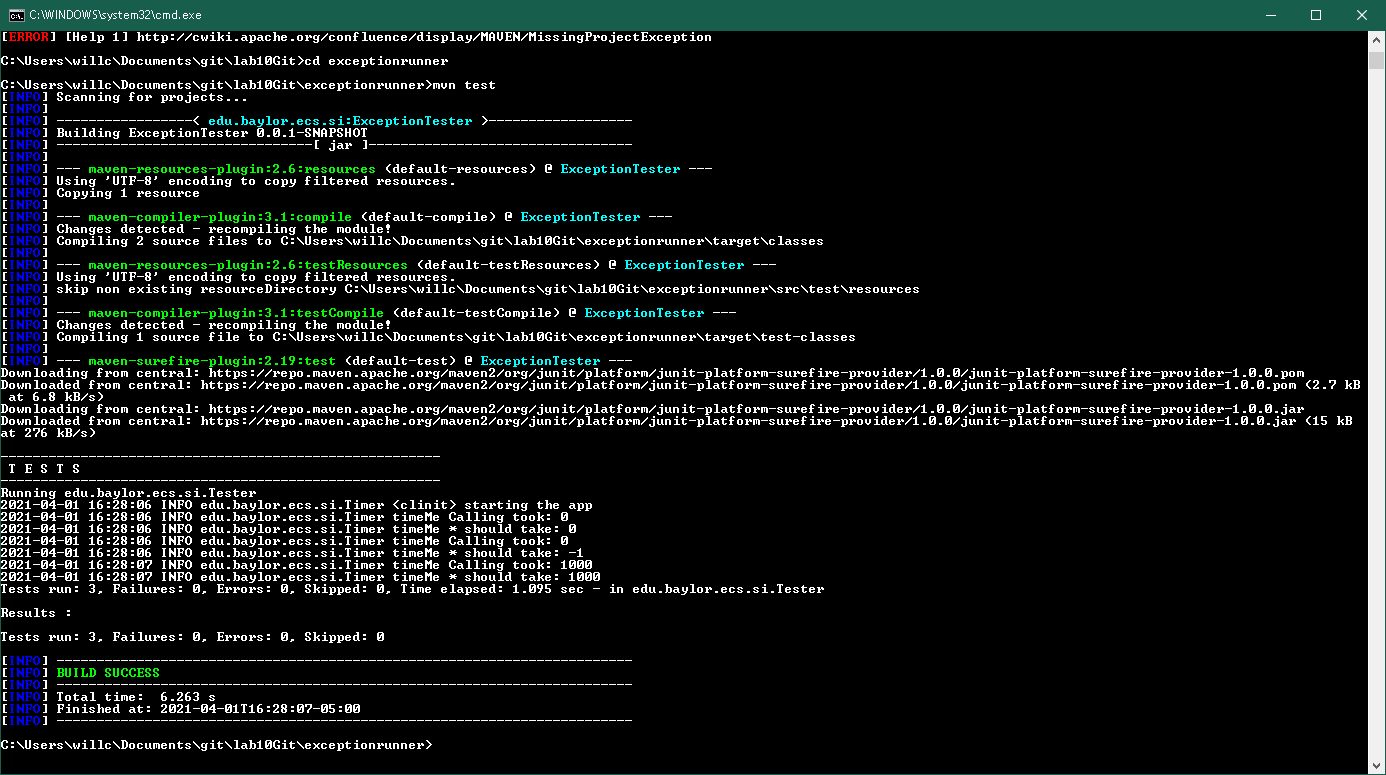 C:\WINDOWS\system32\cmd.exe
[ERROR] [Help 1] http://cwiki.apache.org/confluence/display/MAVEN/MissingProjectException
C:\Users\willc\Documents\git\lab10Git>cd exceptionrunner
C:\Users\willc\Documents\git\lab10Git\exceptionrunner>mvn test
[INFO] Scanning for projects...
[INFO]
[INFO] -----------------< edu.baylor.ecs.si:ExceptionTester >------------------
[INFO] Building ExceptionTester 0.0.1-SNAPSHOT
[INFO] --------------------------------[ jar ]---------------------------------
[INFO]
[INFO] --- maven-resources-plugin:2.6:resources (default-resources) @ ExceptionTester ---
[INFO] Using 'UTF-8' encoding to copy filtered resources.
[INFO] Copying 1 resource
[INFO]
[INFO] --- maven-compiler-plugin:3.1:compile (default-compile) @ ExceptionTester ---
[INFO] Changes detected - recompiling the module!
[INFO] Compiling 2 source files to C:\Users\willc\Documents\git\lab10Git\exceptionrunner\target\classes
[INFO]
[INFO] --- maven-resources-plugin:2.6:testResources (default-testResources) @ ExceptionTester ---
[INFO] Using 'UTF-8' encoding to copy filtered resources.
[INFO] skip non existing resourceDirectory C:\Users\willc\Documents\git\lab10Git\exceptionrunner\src\test\resources
[INFO]
[INFO] --- maven-compiler-plugin:3.1:testCompile (default-testCompile) @ ExceptionTester ---
[INFO] Changes detected - recompiling the module!
[INFO] Compiling 1 source file to C:\Users\willc\Documents\git\lab10Git\exceptionrunner\target\test-classes
[INFO]
[INFO] --- maven-surefire-plugin:2.19:test (default-test) @ ExceptionTester ---
Downloading from central: https://repo.maven.apache.org/maven2/org/junit/platform/junit-platform-surefire-provider/1.0.0/junit-platform-surefire-provider-1.0.0.pom
Downloaded from central: https://repo.maven.apache.org/maven2/org/junit/platform/junit-platform-surefire-provider/1.0.0/junit-platform-surefire-provider-1.0.0.pom (2.7 kB
 at 6.8 kB/s)
Downloading from central: https://repo.maven.apache.org/maven2/org/junit/platform/junit-platform-surefire-provider/1.0.0/junit-platform-surefire-provider-1.0.0.jar
Downloaded from central: https://repo.maven.apache.org/maven2/org/junit/platform/junit-platform-surefire-provider/1.0.0/junit-platform-surefire-provider-1.0.0.jar (15 kB
at 276 kB/s)
-------------------------------------------------------
 T E S T S
-------------------------------------------------------
Running edu.baylor.ecs.si.Tester
2021-04-01 16:28:06 INFO edu.baylor.ecs.si.Timer <clinit> starting the app
2021-04-01 16:28:06 INFO edu.baylor.ecs.si.Timer timeMe Calling took: 0
2021-04-01 16:28:06 INFO edu.baylor.ecs.si.Timer timeMe * should take: 0
2021-04-01 16:28:06 INFO edu.baylor.ecs.si.Timer timeMe Calling took: 0
2021-04-01 16:28:06 INFO edu.baylor.ecs.si.Timer timeMe * should take: -1
2021-04-01 16:28:07 INFO edu.baylor.ecs.si.Timer timeMe Calling took: 1000
2021-04-01 16:28:07 INFO edu.baylor.ecs.si.Timer timeMe * should take: 1000
Tests run: 3, Failures: 0, Errors: 0, Skipped: 0, Time elapsed: 1.095 sec - in edu.baylor.ecs.si.Tester
Results :
Tests run: 3, Failures: 0, Errors: 0, Skipped: 0
[INFO] ------------------------------------------------------------------------
[INFO] BUILD SUCCESS
[INFO] ------------------------------------------------------------------------
[INFO] Total time:  6.263 s
[INFO] Finished at: 2021-04-01T16:28:07-05:00
[INFO] ------------------------------------------------------------------------
C:\Users\willc\Documents\git\lab10Git\exceptionrunner>